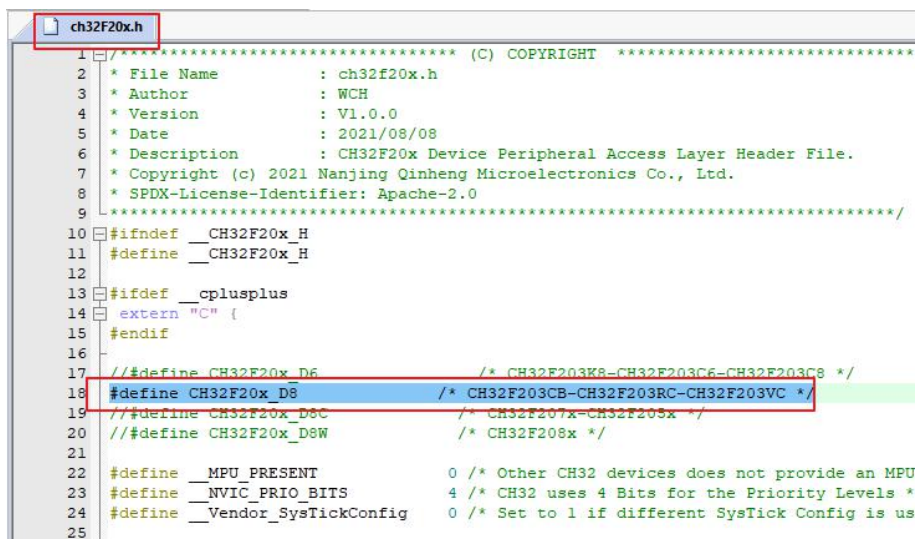 ch32F20x.h
1 /********************************** (C) COPYRIGHT *******************************
2 * File Name : ch32f20x.h
3 * Author : WCH
4 * Version : V1.0.0
5 * Date : 2021/08/08
6 * Description : CH32F20x Device Peripheral Access Layer Header File.
7 * Copyright (c) 2021 Nanjing Qinheng Microelectronics Co., Ltd.
8 * SPDX-License-Identifier: Apache-2.0
9 *******************************************************************************/
10 #ifndef __CH32F20x_H
11 #define __CH32F20x_H
12
13 #ifdef __cplusplus
14 extern "C" {
15 #endif
16
17 //#define CH32F20x_D6 /* CH32F203K8-CH32F203C6-CH32F203C8 */
18 #define CH32F20x_D8 /* CH32F203CB-CH32F203RC-CH32F203VC */
19 //#define CH32F20x_D8C /* CH32F207x-CH32F205x */
20 //#define CH32F20x_D8W /* CH32F208x */
21
22 #define __MPU_PRESENT 0 /* Other CH32 devices does not provide an MPU
23 #define __NVIC_PRIO_BITS 4 /* CH32 uses 4 Bits for the Priority Levels *
24 #define __Vendor_SysTickConfig 0 /* Set to 1 if different SysTick Config is us
25